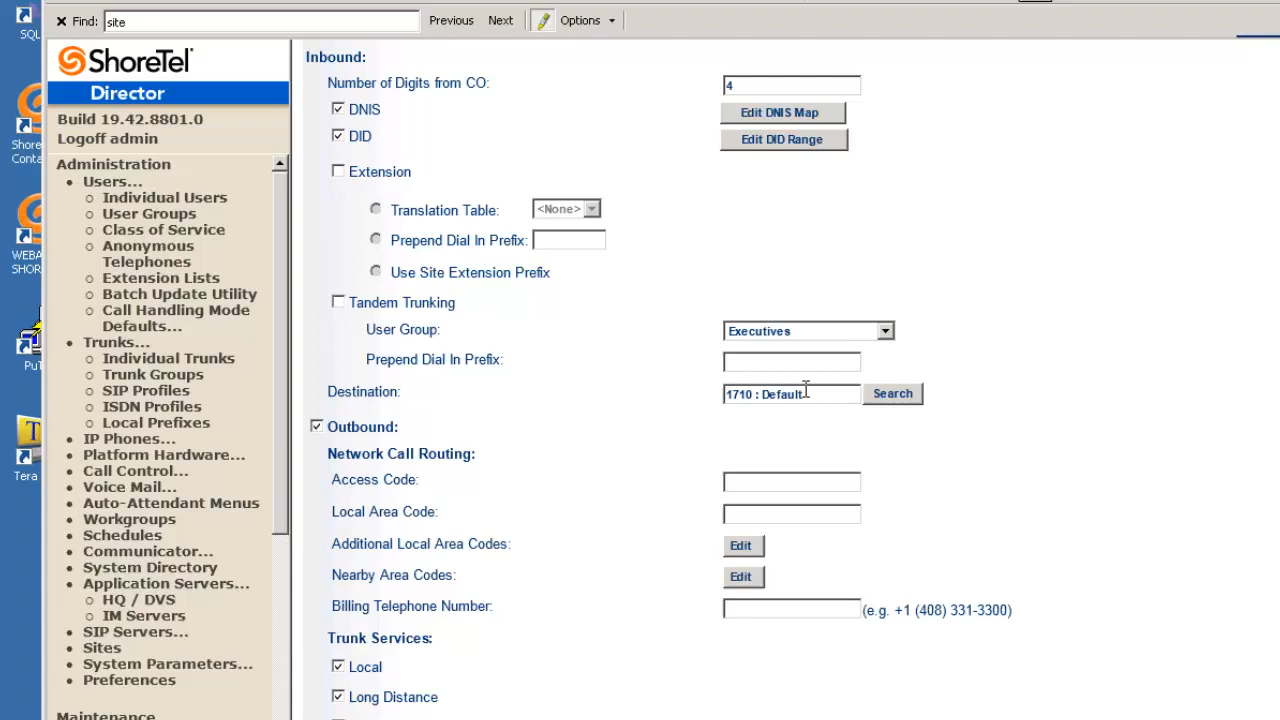 Find: site Previous Next Options
SQL
ShoreTel
Director
Build 19.42.8801.0
Logoff admin
Administration
Users...
Individual Users
User Groups
Class of Service
Anonymous
Telephones
Extension Lists
Batch Update Utility
Call Handling Mode
Defaults...
Trunks...
Individual Trunks
Trunk Groups
SIP Profiles
ISDN Profiles
Local Prefixes
IP Phones...
Platform Hardware...
Call Control...
Voice Mail...
Auto-Attendant Menus
Workgroups
Schedules
Communicator...
System Directory
Application Servers...
HQ / DVS
IM Servers
SIP Servers...
Sites
System Parameters...
Preferences
Maintenance
Shore
Conta
WEBA
SHOR
PuT
Tera
Inbound:
Number of Digits from CO: 4
DNIS Edit DNIS Map
DID Edit DID Range
Extension
Translation Table: <None>
Prepend Dial In Prefix:
Use Site Extension Prefix
Tandem Trunking
User Group: Executives
Prepend Dial In Prefix:
Destination: 1710 : Default Search
Outbound:
Network Call Routing:
Access Code:
Local Area Code:
Additional Local Area Codes: Edit
Nearby Area Codes: Edit
Billing Telephone Number: (e.g. +1 (408) 331-3300)
Trunk Services:
Local
Long Distance